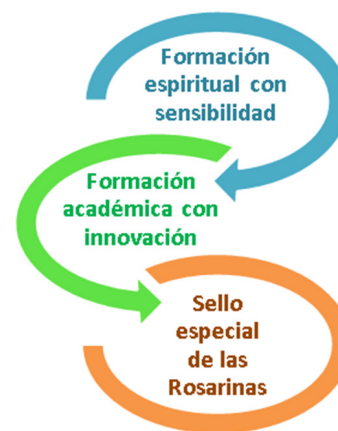 Formación
espiritual con
sensibilidad
Formación
académica con
innovación
Sello
especial
de las
Rosarinas